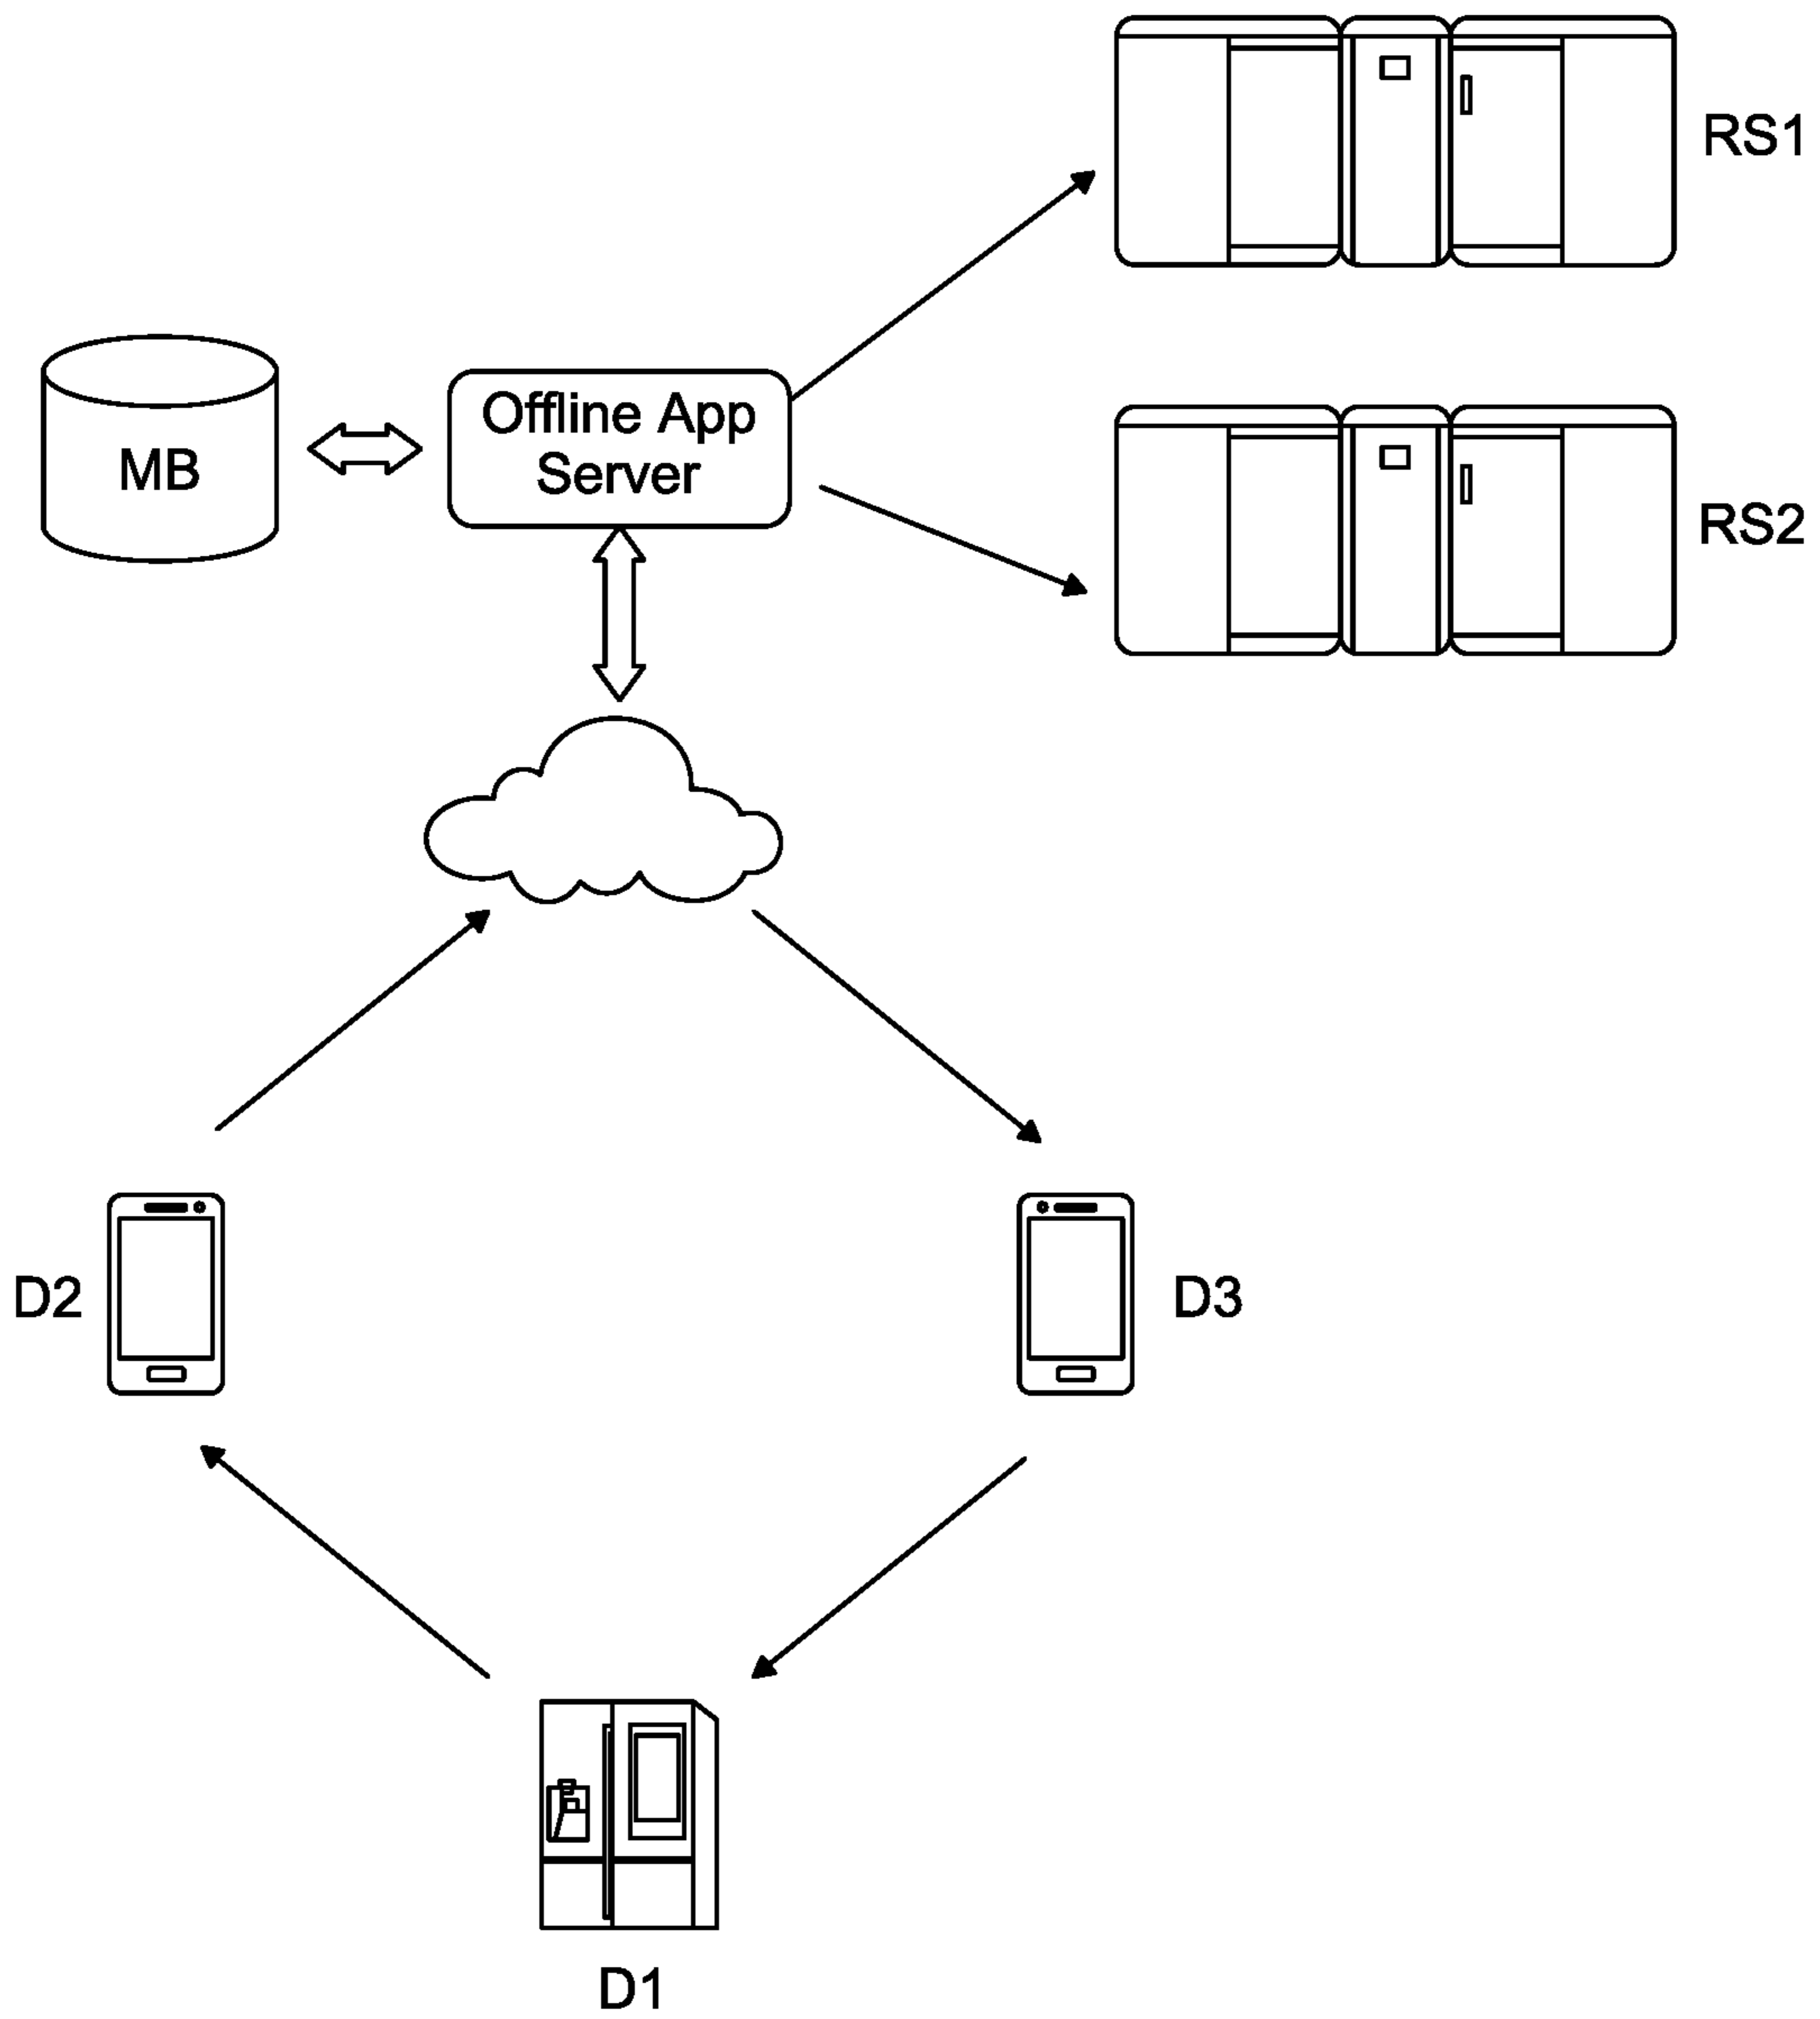 RS1
Offline App
Server
MB
RS2
D2
D3
D1